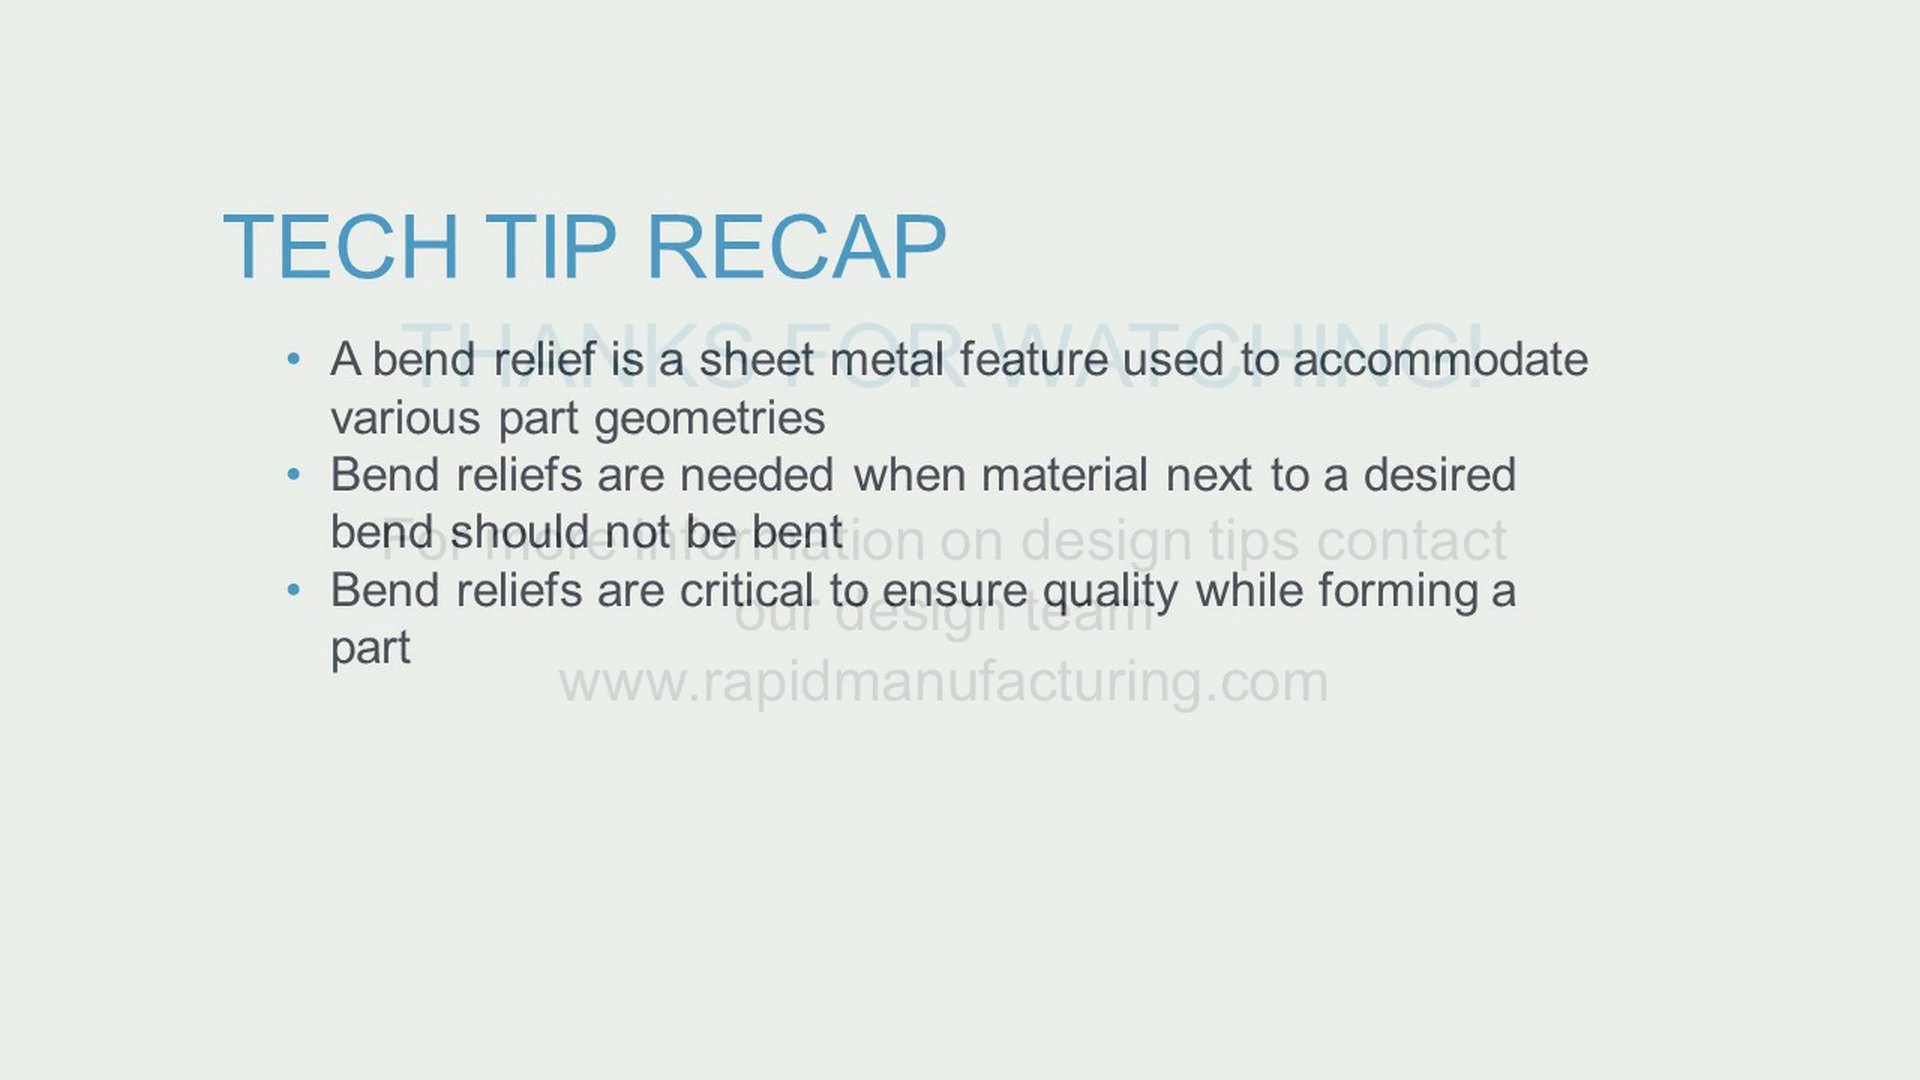 TECH TIP RECAP
THANKS FOR WATCHING!
• A bend relief is a sheet metal feature used to accommodate
various part geometries
• Bend reliefs are needed when material next to a desired
bend should not be bent
• Bend reliefs are critical to ensure quality while forming a
part
For more information on design tips contact
our design team
www.rapidmanufacturing.com